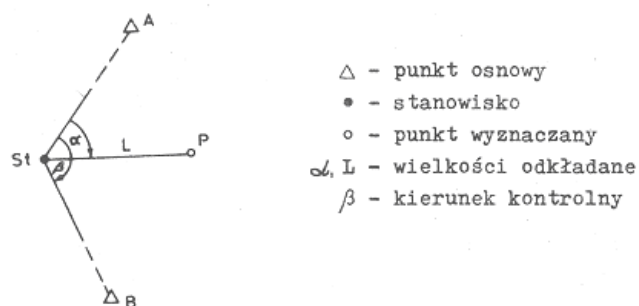 A
St
α
β
L
P
B
△ - punkt osnowy
● - stanowisko
○ - punkt wyznaczany
α, L - wielkości odkładane
β - kierunek kontrolny